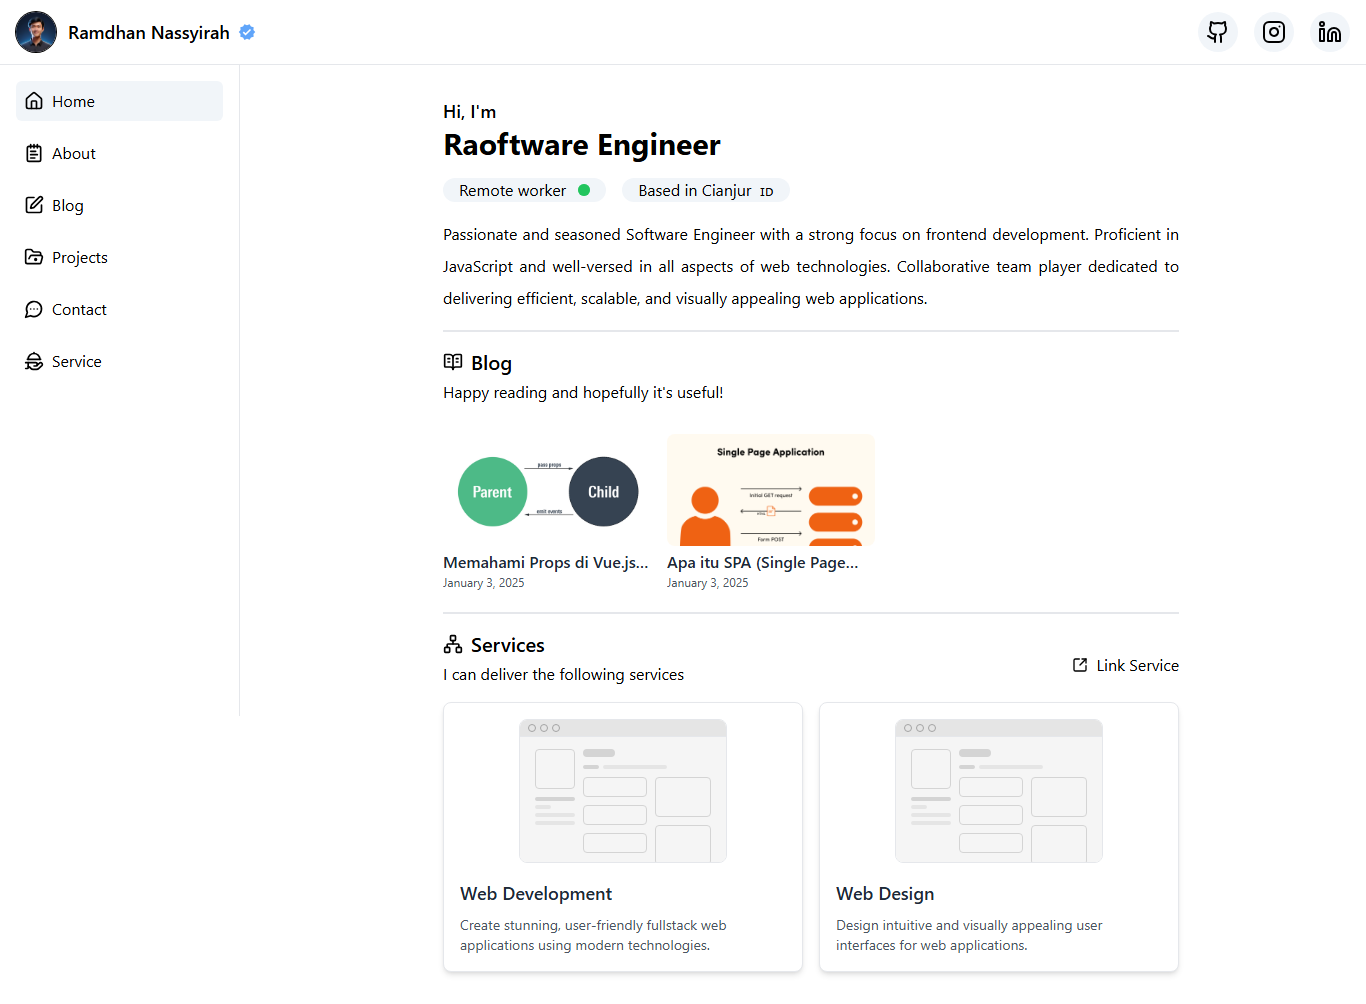 Ramdhan Nassyirah
Home
About
Blog
Projects
Contact
Service
Hi, I'm
Raoftware Engineer
Remote worker
Based in Cianjur ID
Passionate and seasoned Software Engineer with a strong focus on frontend development. Proficient in
JavaScript and well-versed in all aspects of web technologies. Collaborative team player dedicated to
delivering efficient, scalable, and visually appealing web applications.
Blog
Happy reading and hopefully it's useful!
Parent
pass props
Child
emit events
Single Page Application
Initial GET request
HTML
Form POST
Memahami Props di Vue.js...
January 3, 2025
Apa itu SPA (Single Page...
January 3, 2025
Services
I can deliver the following services
Link Service
Web Development
Create stunning, user-friendly fullstack web
applications using modern technologies.
Web Design
Design intuitive and visually appealing user
interfaces for web applications.